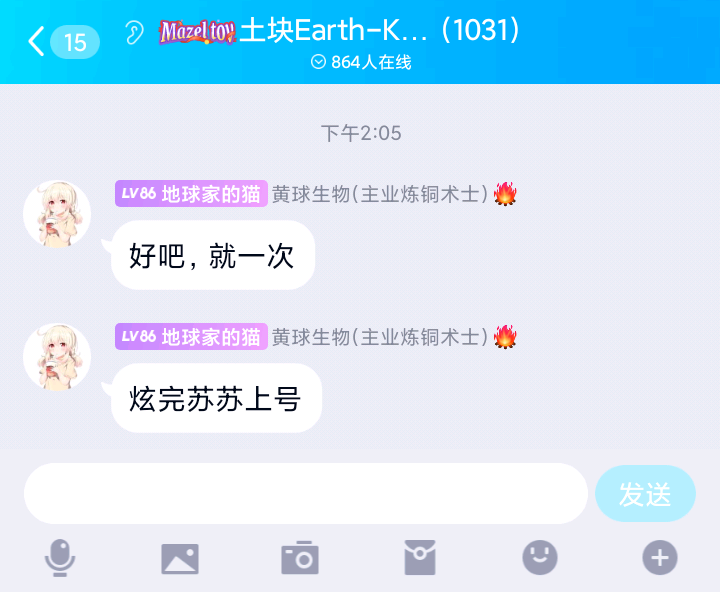 15
Mazel tov 土块Earth-K...（1031）
864人在线
下午2:05
LV86 地球家的猫 黄球生物(主业炼铜术士)🔥
好吧，就一次
LV86 地球家的猫 黄球生物(主业炼铜术士)🔥
炫完苏苏上号
发送